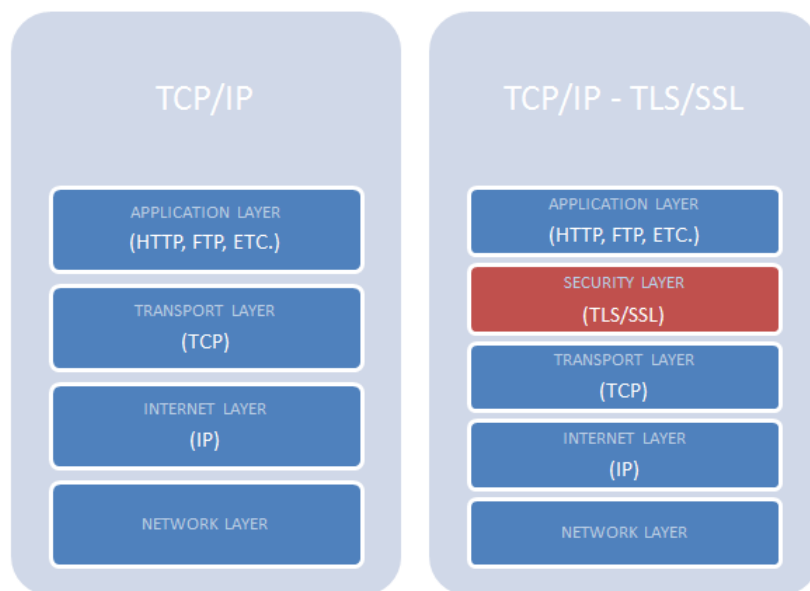 TCP/IP
APPLICATION LAYER
(HTTP, FTP, ETC.)
TRANSPORT LAYER
(TCP)
INTERNET LAYER
(IP)
NETWORK LAYER
TCP/IP - TLS/SSL
APPLICATION LAYER
(HTTP, FTP, ETC.)
SECURITY LAYER
(TLS/SSL)
TRANSPORT LAYER
(TCP)
INTERNET LAYER
(IP)
NETWORK LAYER